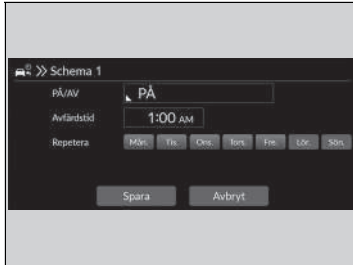 Schema 1
PÅ/AV PÅ
Avfärdstid 1:00 AM
Repetera Mån. Tis. Ons. Tors. Fre. Lör. Sön.
Spara Avbryt